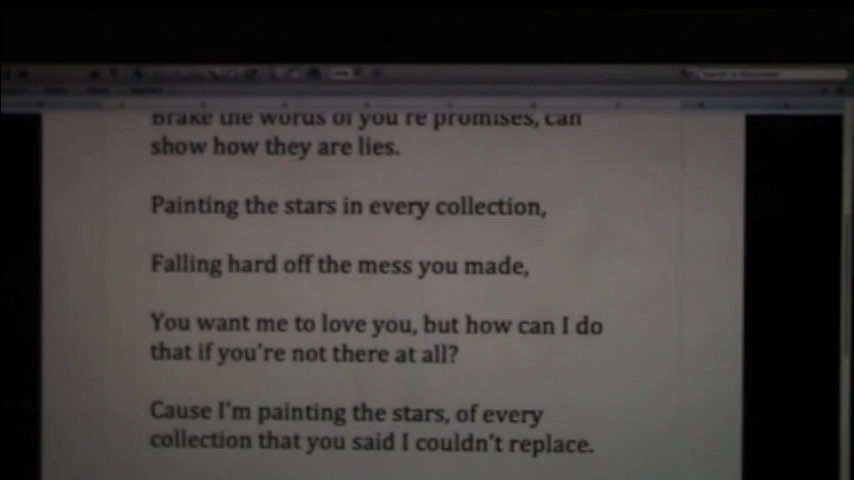 Brake the words of you're promises, can
show how they are lies.
Painting the stars in every collection,
Falling hard off the mess you made,
You want me to love you, but how can I do
that if you're not there at all?
Cause I'm painting the stars, of every
collection that you said I couldn't replace.